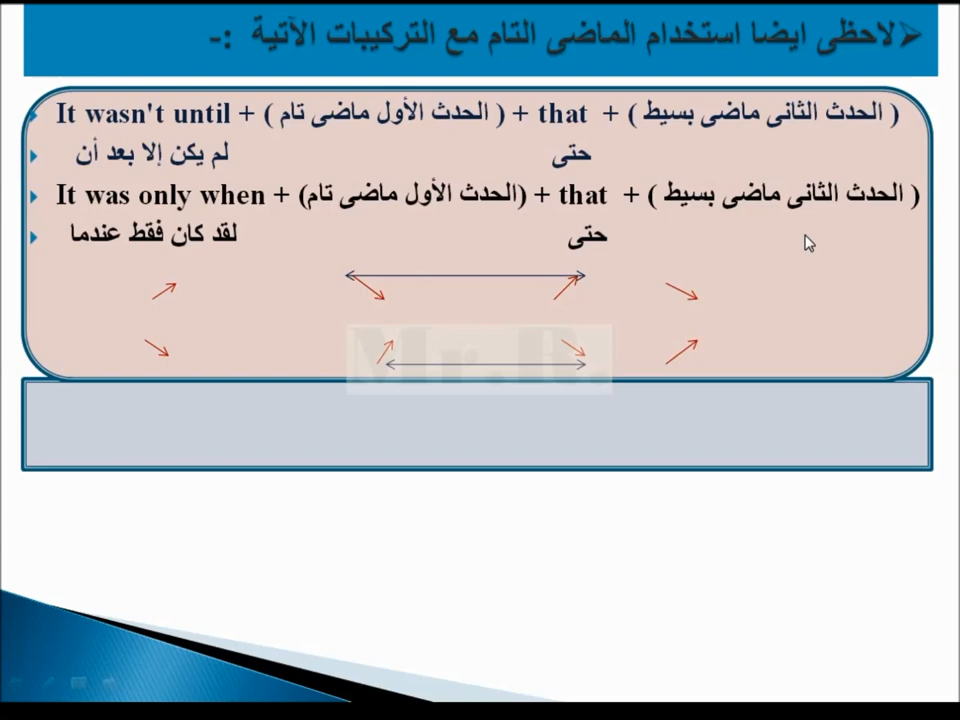 لاحظى ايضا استخدام الماضى التام مع التركيبات الآتية :-
It wasn't until + ( الحدث الأول ماضى تام ) + that + ( الحدث الثانى ماضى بسيط )
لم يكن إلا بعد أن حتى
It was only when + (الحدث الأول ماضى تام) + that + ( الحدث الثانى ماضى بسيط )
لقد كان فقط عندما حتى
Mr.R.